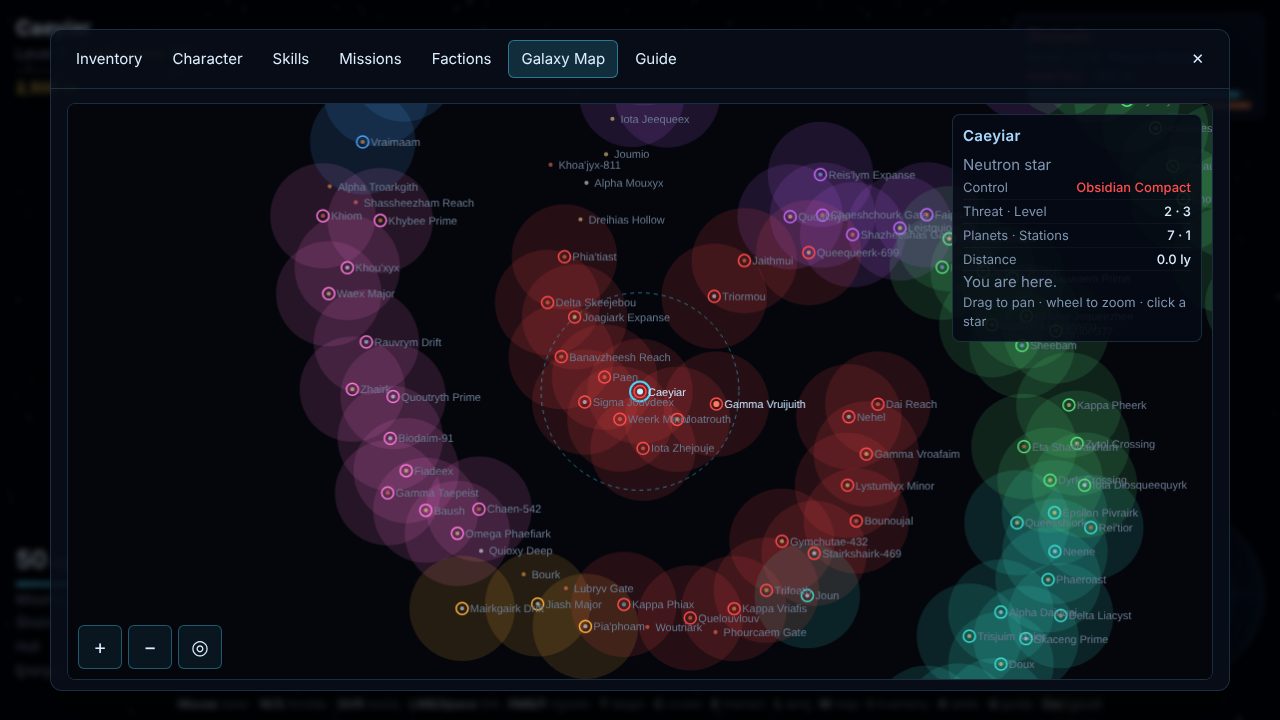 Inventory
Character
Skills
Missions
Factions
Galaxy Map
Guide
×
Iota Jeequeex
Vraimaam
Joumio
Khoa'jyx-811
Alpha Mouxyx
Alpha Troarkgith
Shassheezham Reach
Khiom
Khybee Prime
Dreihias Hollow
Reis'lym Expanse
Queequeerk-699
Phia'tiast
Jaithmui
Khou'xyx
Waex Major
Triormou
Delta Skeejebou
Joagiark Expanse
Rauvrym Drift
Banavzheesh Reach
Paen
Quoutryth Prime
Caeyiar
Gamma Vruijuith
Iota Zhejouje
Dai Reach
Nehel
Biodaim-91
Gamma Vroafaim
Fiadeex
Gamma Taepeist
Lystumlyx Minor
Baush
Chaen-542
Bounoujal
Omega Phaefiark
Quioxy Deep
Gymchutae-432
Stairkshairk-469
Bourk
Lubryv Gate
Joun
Jiash Major
Kappa Phiax
Kappa Vriafis
Pia'phoam
Woutriark
Quelouvlouv
Phourcaem Gate
Sheebam
Kappa Pheerk
Zytol Crossing
Epsilon Pivrairk
Rei'tior
Neerie
Phaeroast
Delta Liacyst
Skaceng Prime
Doux
Caeyiar
Neutron star
Control Obsidian Compact
Threat · Level 2 · 3
Planets · Stations 7 · 1
Distance 0.0 ly
You are here.
Drag to pan · wheel to zoom · click a
star
+
−
◎